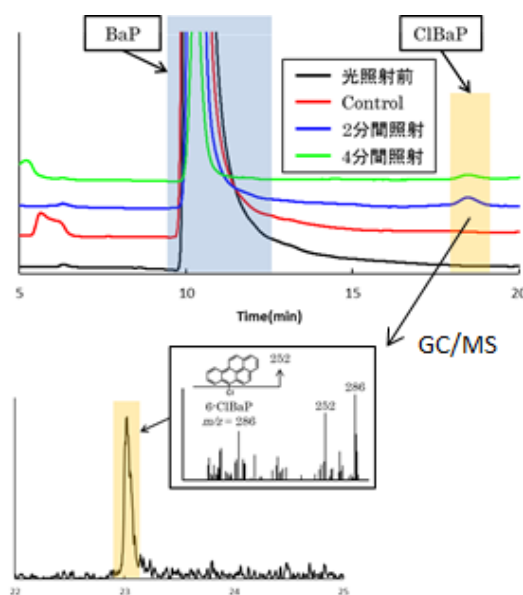 BaP
ClBaP
光照射前
Control
2分間照射
4分間照射
5
10
15
20
Time(min)
GC/MS
252
Cl
6-ClBaP
m/z = 286
252
286
22
23
24
25